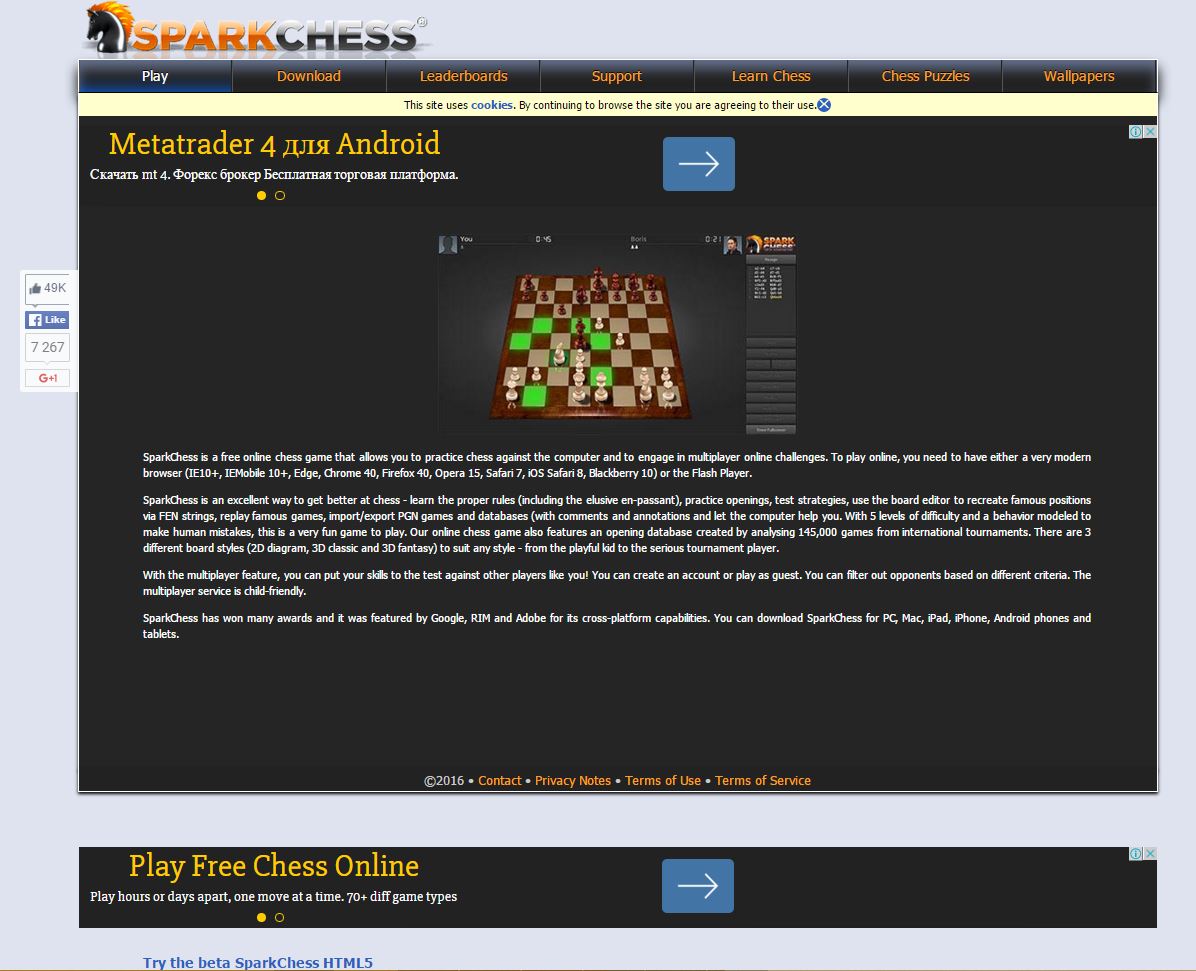 SPARKCHESS®
Play
Download
Leaderboards
Support
Learn Chess
Chess Puzzles
Wallpapers
This site uses cookies. By continuing to browse the site you are agreeing to their use.
Metatrader 4 для Android
Скачать mt 4. Форекс брокер Бесплатная торговая платформа.
You
0:45
Boris
0:21
SPARK
CHESS
49K
Like
7 267
G+1
SparkChess is a free online chess game that allows you to practice chess against the computer and to engage in multiplayer online challenges. To play online, you need to have either a very modern
browser (IE10+, IEMobile 10+, Edge, Chrome 40, Firefox 40, Opera 15, Safari 7, iOS Safari 8, Blackberry 10) or the Flash Player.
SparkChess is an excellent way to get better at chess - learn the proper rules (including the elusive en-passant), practice openings, test strategies, use the board editor to recreate famous positions
via FEN strings, replay famous games, import/export PGN games and databases (with comments and annotations and let the computer help you. With 5 levels of difficulty and a behavior modeled to
make human mistakes, this is a very fun game to play. Our online chess game also features an opening database created by analysing 145,000 games from international tournaments. There are 3
different board styles (2D diagram, 3D classic and 3D fantasy) to suit any style - from the playful kid to the serious tournament player.
With the multiplayer feature, you can put your skills to the test against other players like you! You can create an account or play as guest. You can filter out opponents based on different criteria. The
multiplayer service is child-friendly.
SparkChess has won many awards and it was featured by Google, RIM and Adobe for its cross-platform capabilities. You can download SparkChess for PC, Mac, iPad, iPhone, Android phones and
tablets.
©2016 • Contact • Privacy Notes • Terms of Use • Terms of Service
Play Free Chess Online
Play hours or days apart, one move at a time. 70+ diff game types
Try the beta SparkChess HTML5